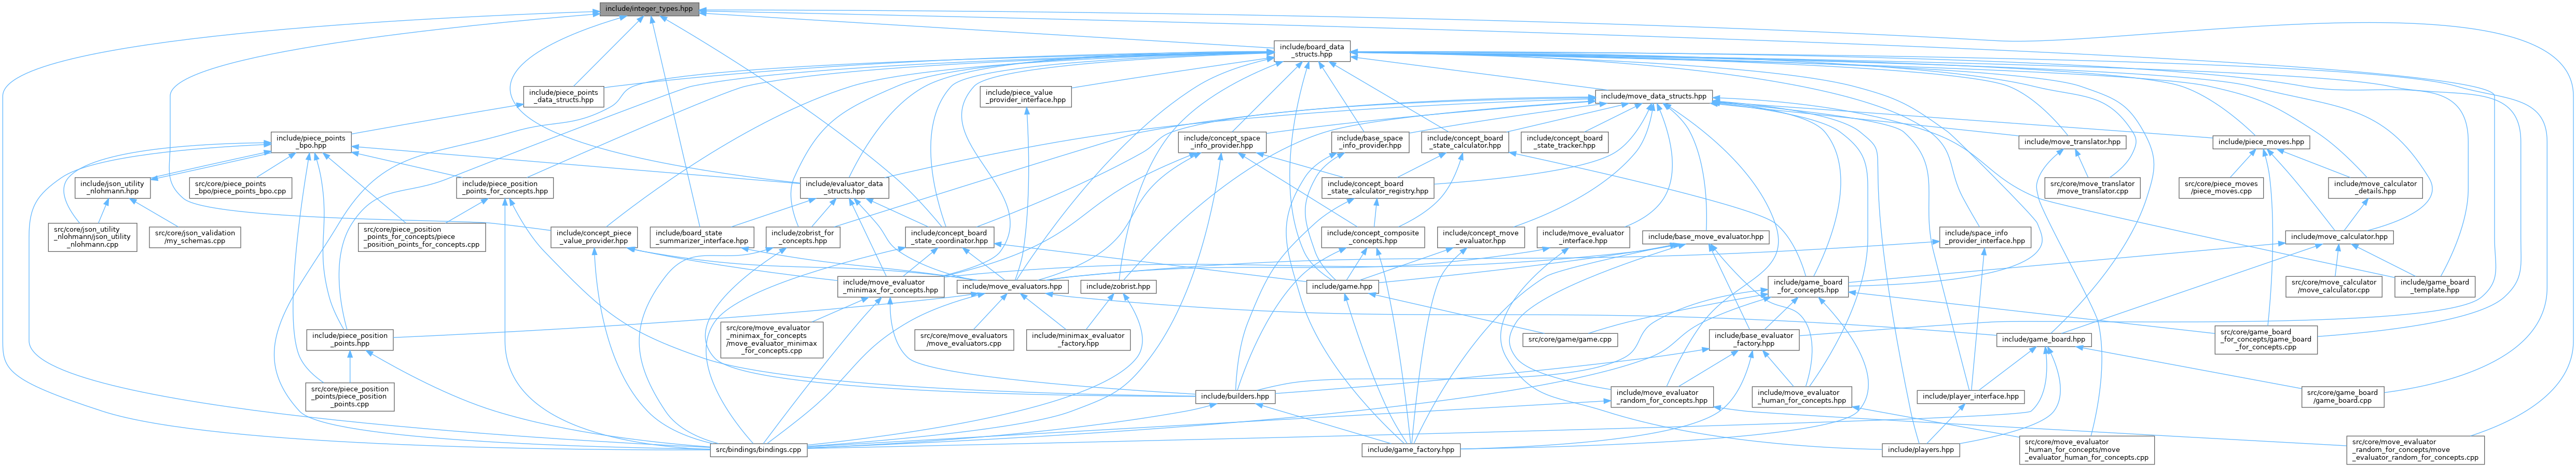 include/integer_types.hpp
include/board_data
_structs.hpp
include/piece_points
_data_structs.hpp
include/piece_value
_provider_interface.hpp
include/move_data_structs.hpp
include/piece_points
_bpo.hpp
include/concept_space
_info_provider.hpp
include/base_space
_info_provider.hpp
include/concept_board
_state_calculator.hpp
include/concept_board
_state_tracker.hpp
include/move_translator.hpp
include/piece_moves.hpp
include/json_utility
_nlohmann.hpp
src/core/piece_points
_bpo/piece_points_bpo.cpp
include/piece_position
_points_for_concepts.hpp
include/evaluator_data
_structs.hpp
include/concept_board
_state_calculator_registry.hpp
src/core/move_translator
/move_translator.cpp
src/core/piece_moves
/piece_moves.cpp
include/move_calculator
_details.hpp
src/core/json_utility
_nlohmann/json_utility
_nlohmann.cpp
src/core/json_validation
/my_schemas.cpp
src/core/piece_position
_points_for_concepts/piece
_position_points_for_concepts.cpp
include/concept_piece
_value_provider.hpp
include/board_state
_summarizer_interface.hpp
include/zobrist_for
_concepts.hpp
include/concept_board
_state_coordinator.hpp
include/concept_composite
_concepts.hpp
include/concept_move
_evaluator.hpp
include/move_evaluator
_interface.hpp
include/base_move_evaluator.hpp
include/space_info
_provider_interface.hpp
include/move_calculator.hpp
include/move_evaluator
_minimax_for_concepts.hpp
include/move_evaluators.hpp
include/zobrist.hpp
include/game.hpp
include/game_board
_for_concepts.hpp
src/core/move_calculator
/move_calculator.cpp
include/game_board
_template.hpp
include/piece_position
_points.hpp
src/core/move_evaluator
_minimax_for_concepts
/move_evaluator_minimax
_for_concepts.cpp
src/core/move_evaluators
/move_evaluators.cpp
include/minimax_evaluator
_factory.hpp
src/core/game/game.cpp
include/base_evaluator
_factory.hpp
include/game_board.hpp
src/core/game_board
_for_concepts/game_board
_for_concepts.cpp
src/core/piece_position
_points/piece_position
_points.cpp
include/builders.hpp
include/move_evaluator
_random_for_concepts.hpp
include/move_evaluator
_human_for_concepts.hpp
include/player_interface.hpp
src/core/game_board
/game_board.cpp
src/bindings/bindings.cpp
include/game_factory.hpp
include/players.hpp
src/core/move_evaluator
_human_for_concepts/move
_evaluator_human_for_concepts.cpp
src/core/move_evaluator
_random_for_concepts/move
_evaluator_random_for_concepts.cpp